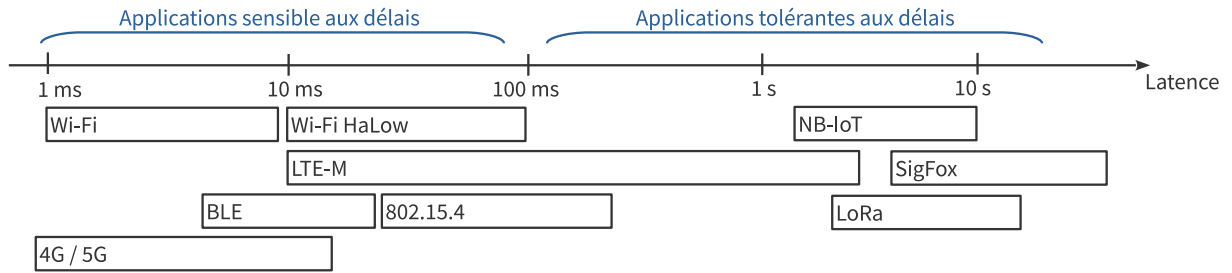 Applications sensible aux délais
Applications tolérantes aux délais
1 ms
10 ms
100 ms
1 s
10 s
Latence
Wi-Fi
Wi-Fi HaLow
NB-IoT
LTE-M
SigFox
BLE
802.15.4
LoRa
4G / 5G